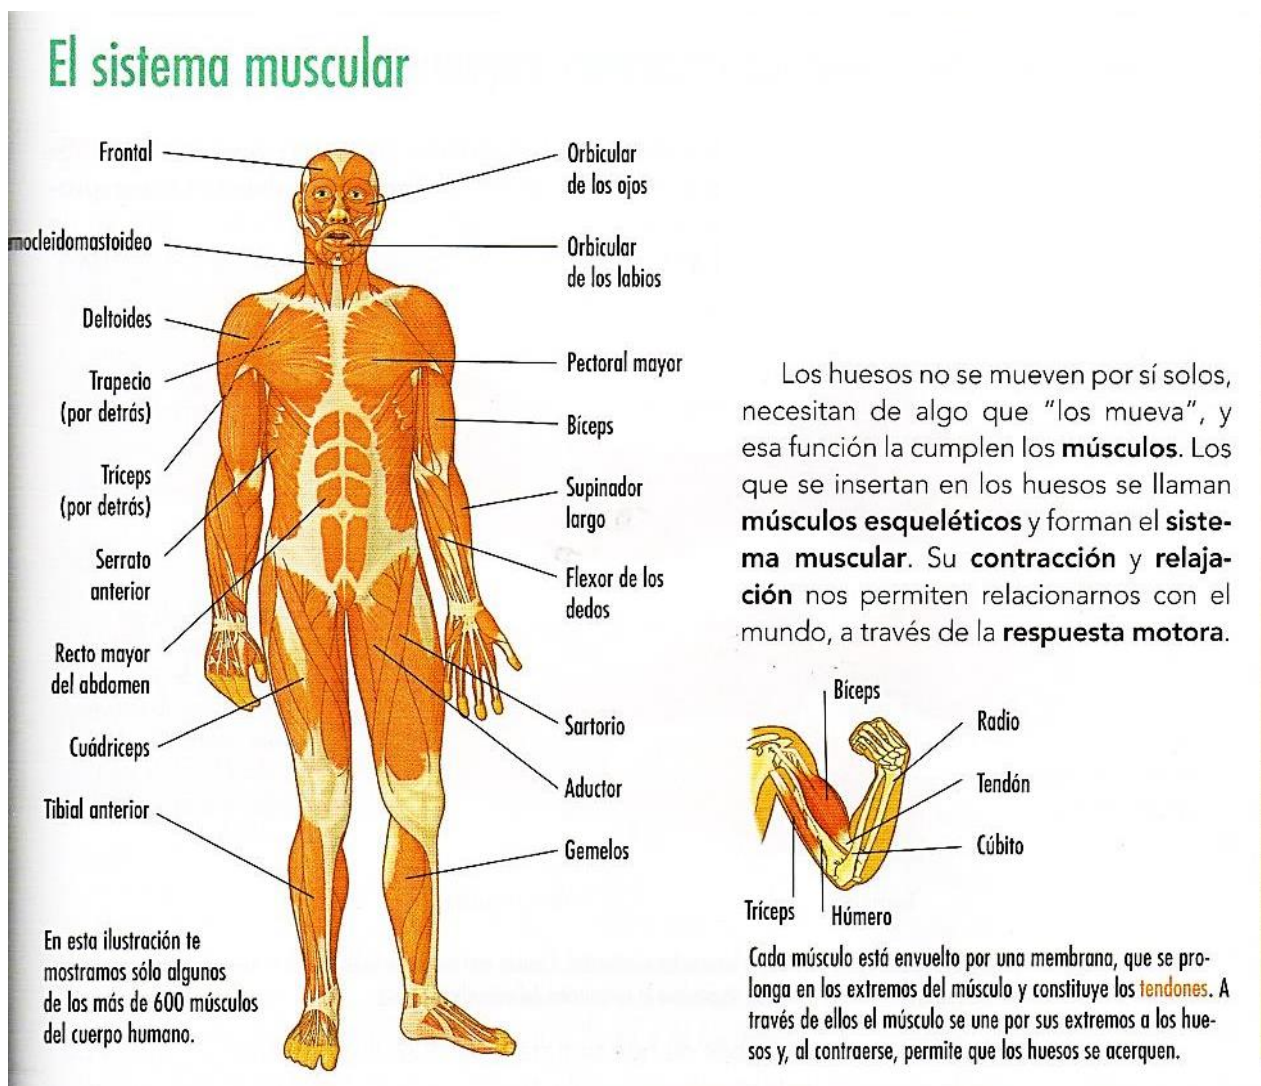 El sistema muscular
Frontal
mocleidomastoideo
Deltoides
Trapecio
(por detrás)
Tríceps
(por detrás)
Serrato
anterior
Recto mayor
del abdomen
Cuádriceps
Tibial anterior
Orbicular
de los ojos
Orbicular
de los labios
Pectoral mayor
Bíceps
Supinador
largo
Flexor de los
dedos
Sartorio
Aductor
Gemelos
En esta ilustración te
mostramos sólo algunos
de los más de 600 músculos
del cuerpo humano.
Los huesos no se mueven por sí solos,
necesitan de algo que "los mueva", y
esa función la cumplen los músculos. Los
que se insertan en los huesos se llaman
músculos esqueléticos y forman el siste-
ma muscular. Su contracción y relaja-
ción nos permiten relacionarnos con el
mundo, a través de la respuesta motora.
Bíceps
Radio
Tendón
Cúbito
Tríceps
Húmero
Cada músculo está envuelto por una membrana, que se pro-
longa en los extremos del músculo y constituye los tendones. A
través de ellos el músculo se une por sus extremos a los hue-
sos y, al contraerse, permite que los huesos se acerquen.